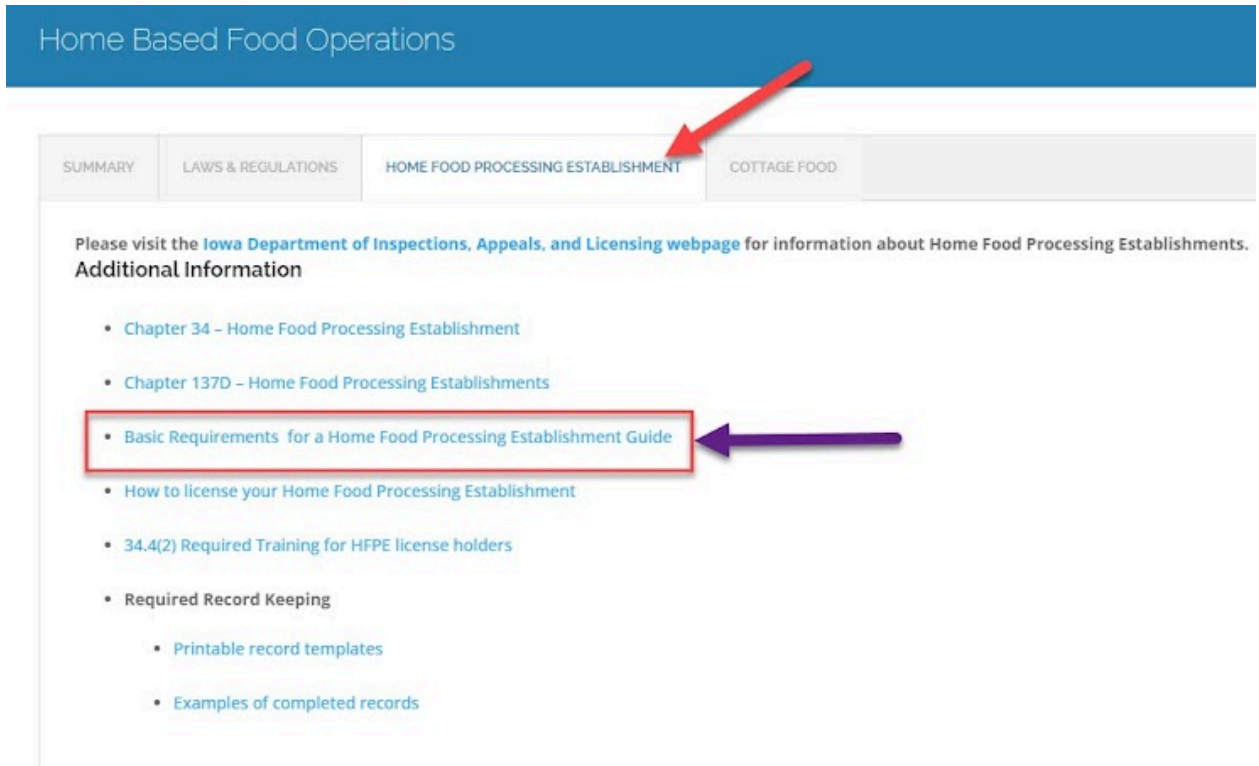 Home Based Food Operations
SUMMARY
LAWS & REGULATIONS
HOME FOOD PROCESSING ESTABLISHMENT
COTTAGE FOOD
Please visit the Iowa Department of Inspections, Appeals, and Licensing webpage for information about Home Food Processing Establishments.
Additional Information
• Chapter 34 – Home Food Processing Establishment
• Chapter 137D – Home Food Processing Establishments
• Basic Requirements for a Home Food Processing Establishment Guide
• How to license your Home Food Processing Establishment
• 34.4(2) Required Training for HFPE license holders
• Required Record Keeping
• Printable record templates
• Examples of completed records